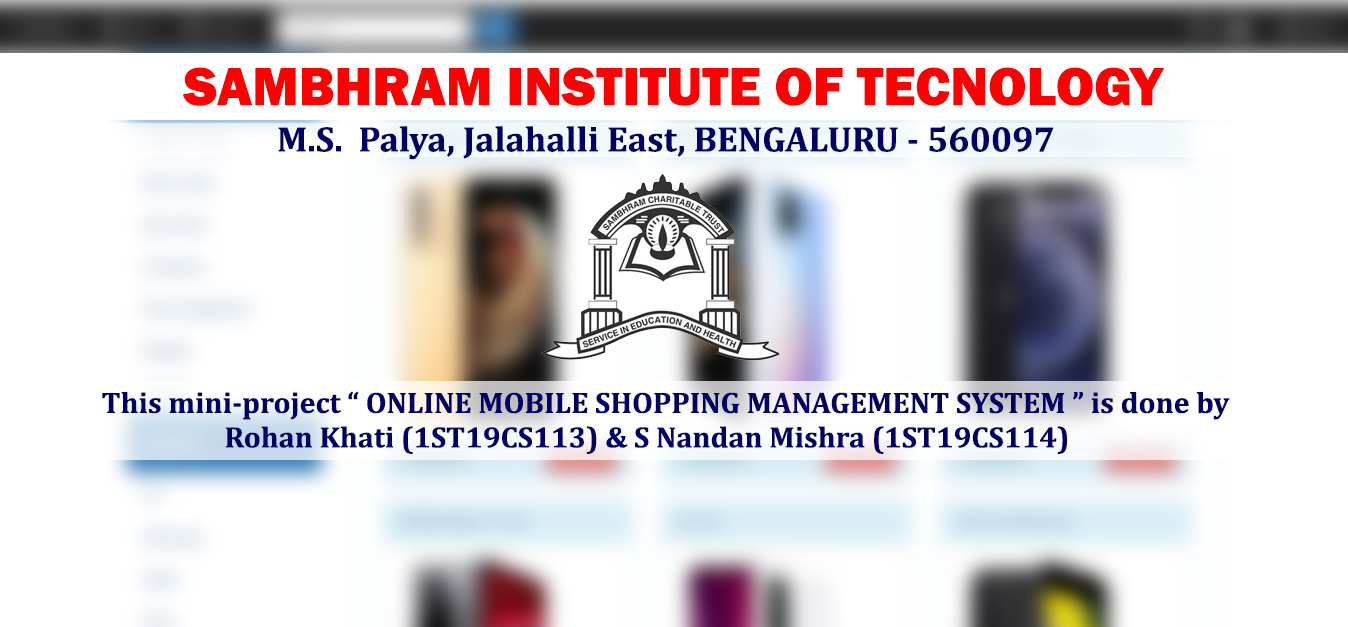 SAMBHRAM INSTITUTE OF TECNOLOGY
M.S. Palya, Jalahalli East, BENGALURU - 560097
SAMBHRAM CHARITABLE TRUST
SERVICE IN EDUCATION AND HEALTH
This mini-project “ ONLINE MOBILE SHOPPING MANAGEMENT SYSTEM ” is done by
Rohan Khati (1ST19CS113) & S Nandan Mishra (1ST19CS114)